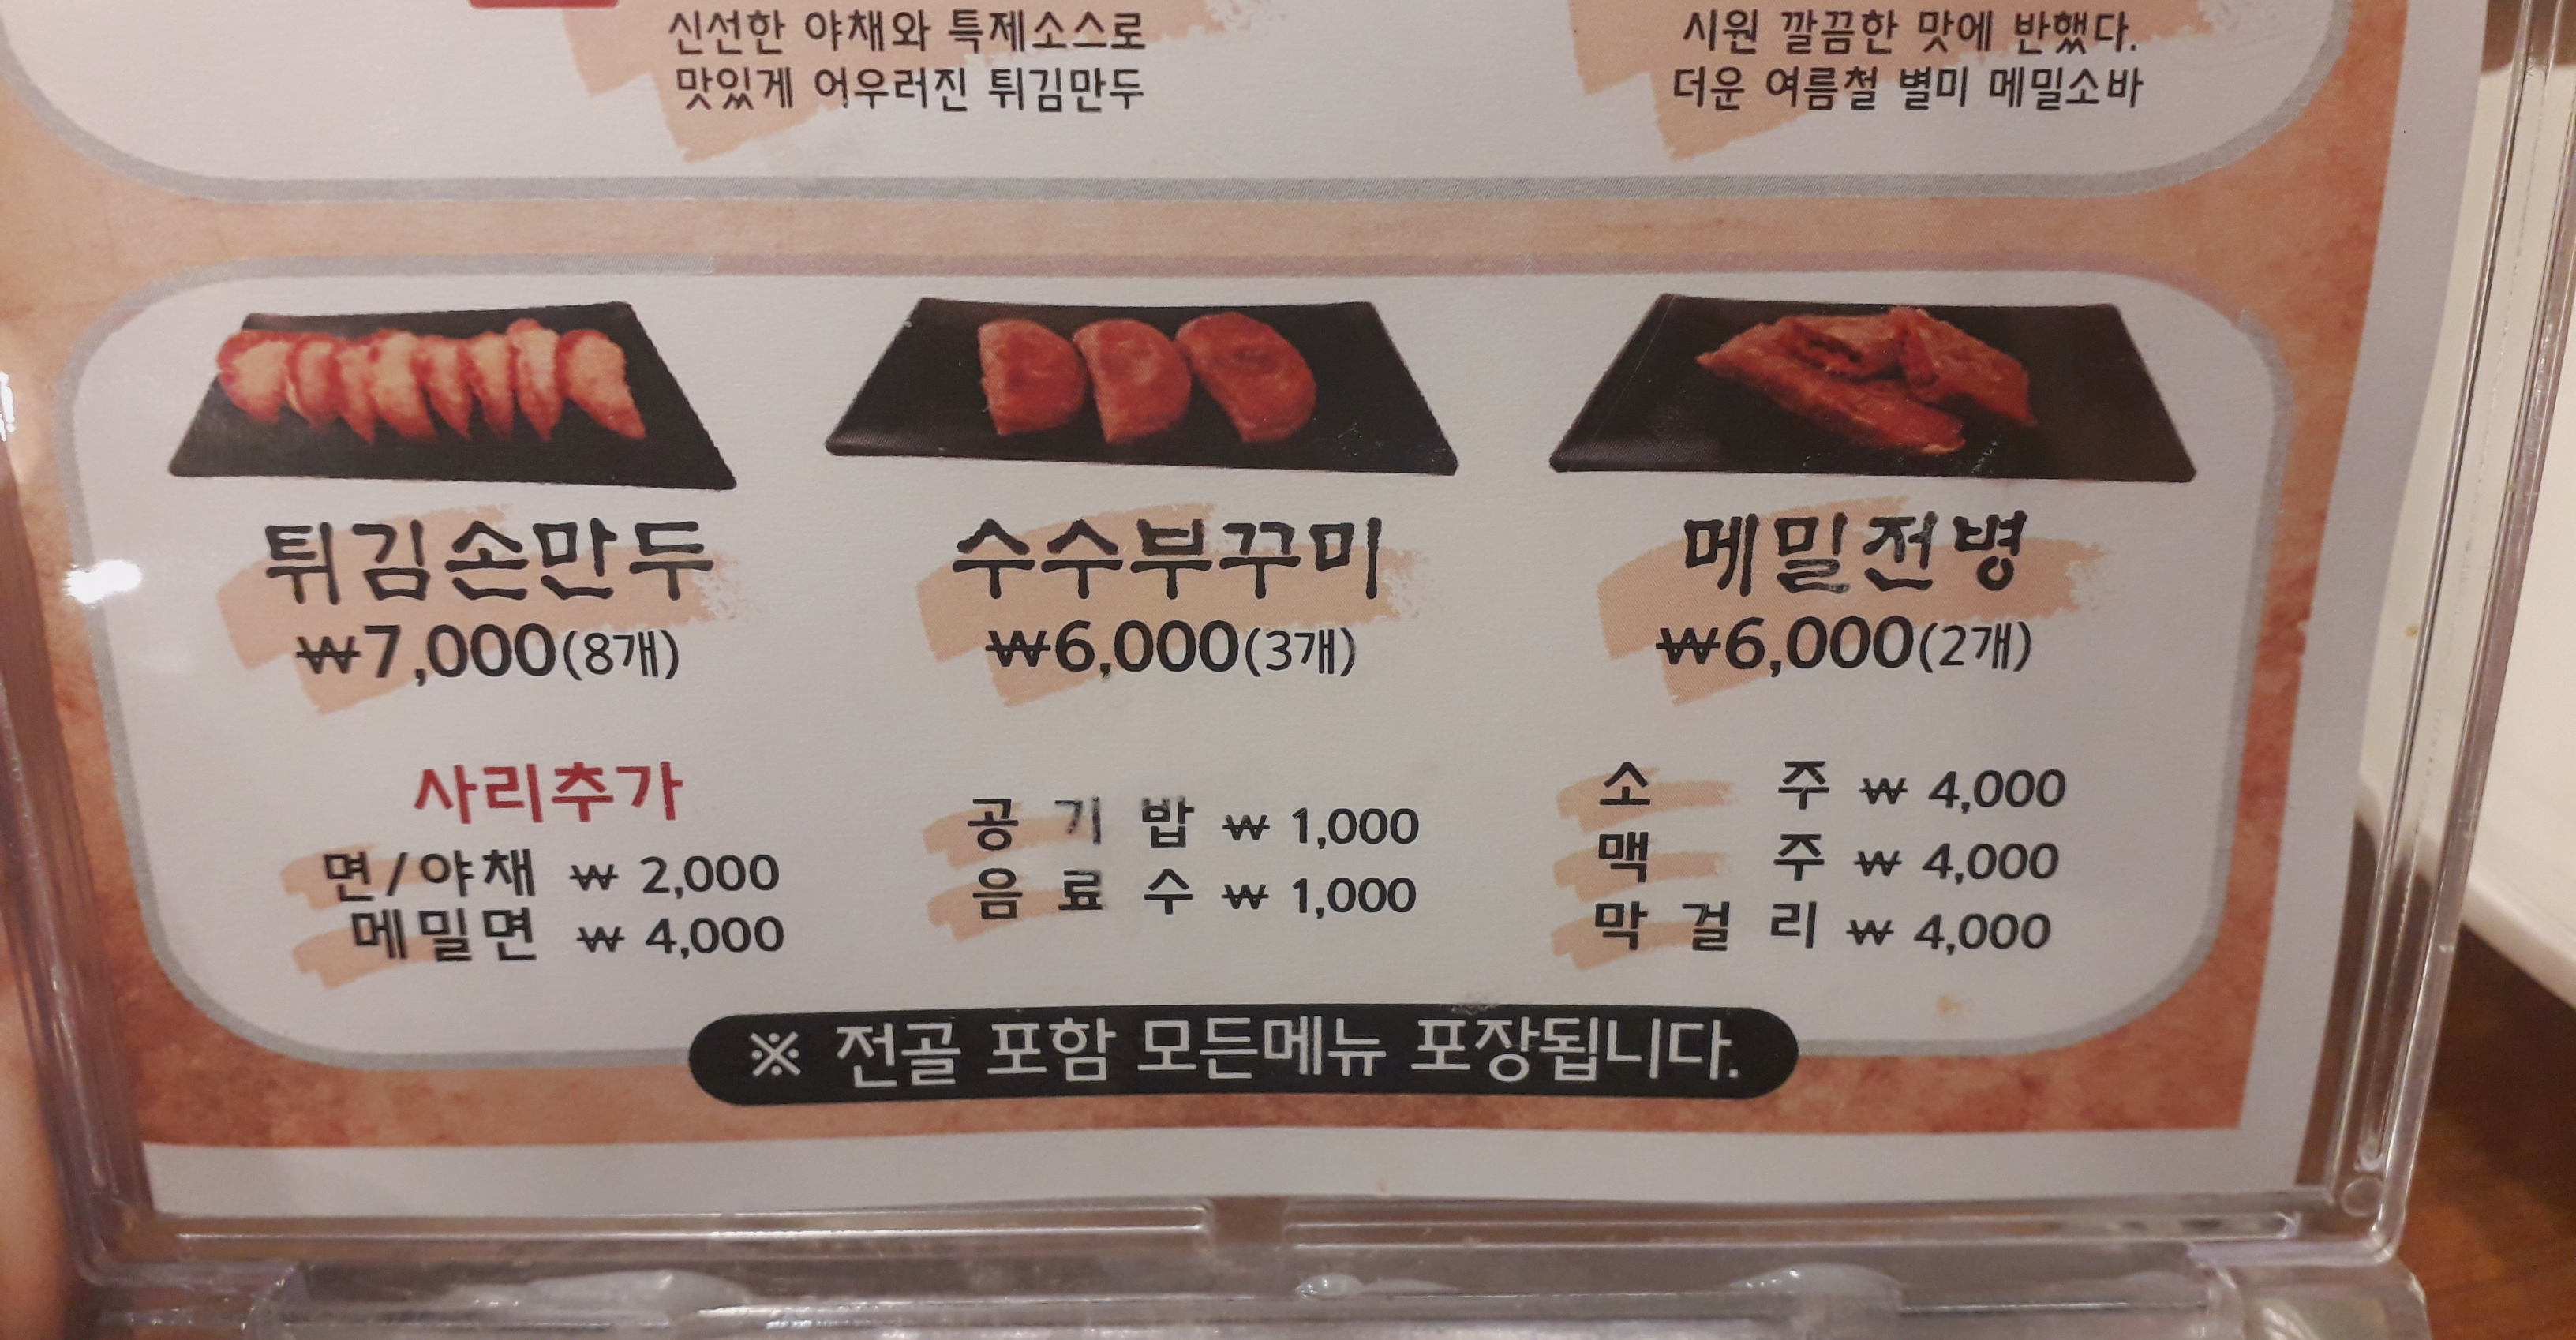 신선한 야채와 특제소스로
맛있게 어우러진 튀김만두
시원 깔끔한 맛에 반했다.
더운 여름철 별미 메밀소바
튀김손만두
₩7,000(8개)
수수부꾸미
₩6,000(3개)
메밀전병
₩6,000(2개)
사리추가
면/야채 ₩ 2,000
메밀면 ₩ 4,000
공 기 밥 ₩ 1,000
음 료 수 ₩ 1,000
소 주 ₩ 4,000
맥 주 ₩ 4,000
막 걸 리 ₩ 4,000
※ 전골 포함 모든메뉴 포장됩니다.